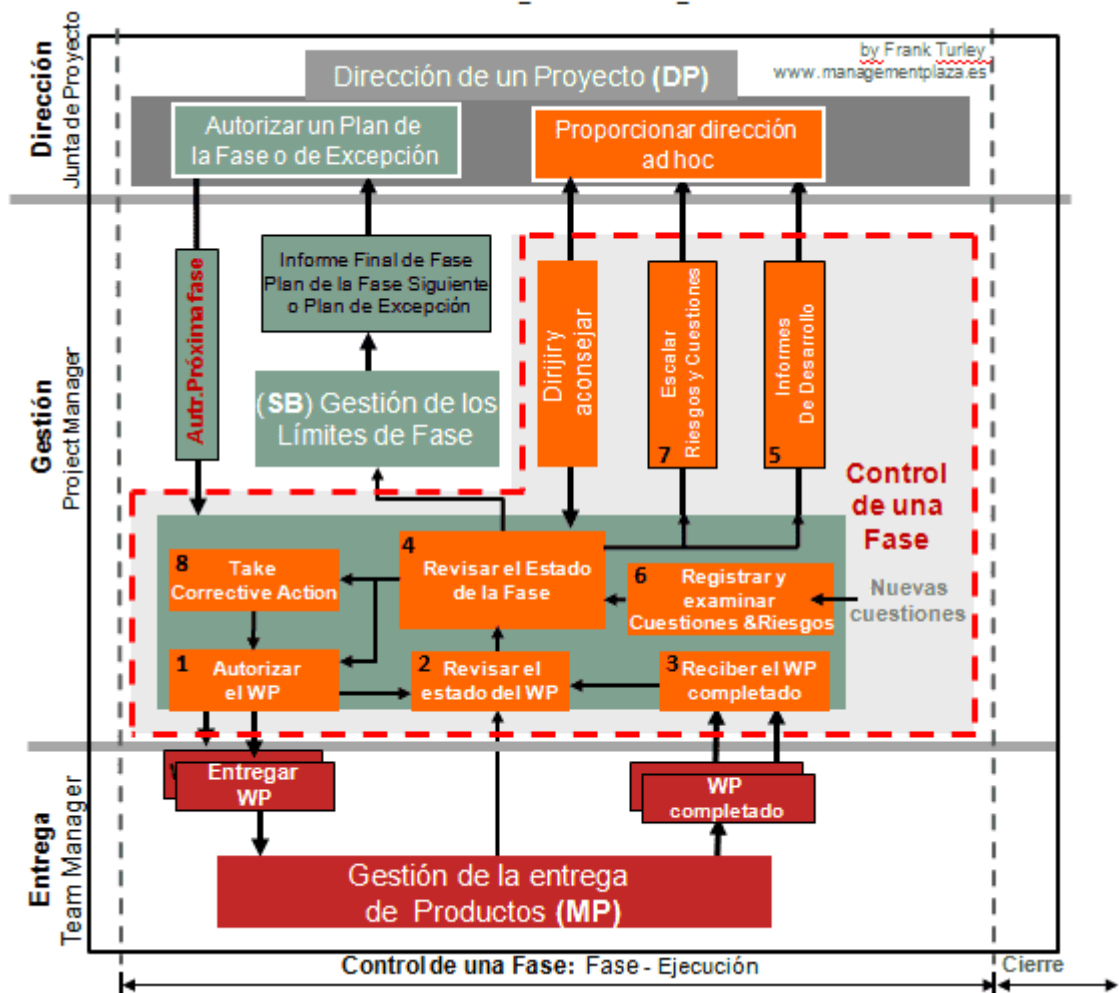 Dirección
Junta de Proyecto
by Frank Turley
www.managementplaza.es
Dirección de un Proyecto (DP)
Autorizar un Plan de
la Fase o de Excepción
Proporcionar dirección
ad hoc
Gestión
Project Manager
Autr.Próxima fase
Informe Final de Fase
Plan de la Fase Siguiente
o Plan de Excepción
(SB) Gestión de los
Límites de Fase
Dirijir y
aconsejar
Escalar
Riesgos y Cuestiones
7
Informes
De Desarrollo
5
Control
de una
Fase
8
Take
Corrective Action
4
Revisar el Estado
de la Fase
6
Registrar y
examinar
Cuestiones &Riesgos
Nuevas
cuestiones
1
Autorizar
el WP
2
Revisar el
estado del WP
3
Reciber el WP
completado
Entrega
Team Manager
Entregar
WP
WP
completado
Gestión de la entrega
de Productos (MP)
Control de una Fase: Fase - Ejecución
Cierre